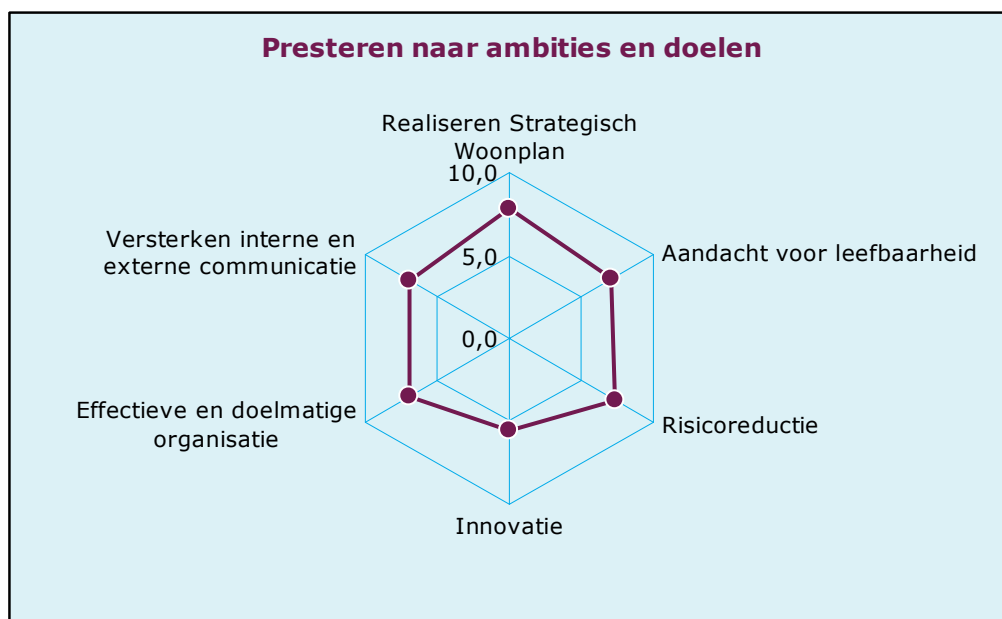 Presteren naar ambities en doelen
Realiseren Strategisch
Woonplan
10,0
Versterken interne en
externe communicatie
5,0
Aandacht voor leefbaarheid
0,0
Effectieve en doelmatige
organisatie
Risicoreductie
Innovatie